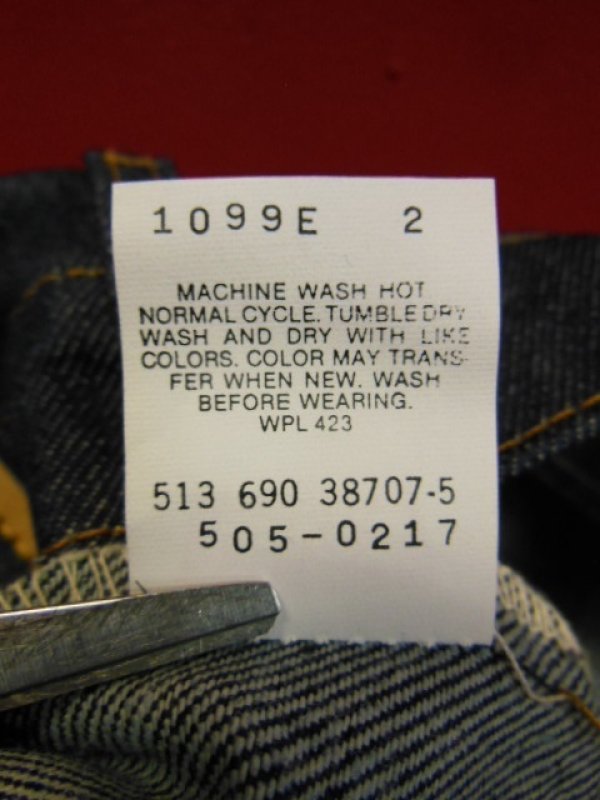 1099E 2
MACHINE WASH HOT
NORMAL CYCLE. TUMBLE DRY
WASH AND DRY WITH LIKE
COLORS. COLOR MAY TRANS-
FER WHEN NEW. WASH
BEFORE WEARING.
WPL 423
513 690 38707-5
505-0217